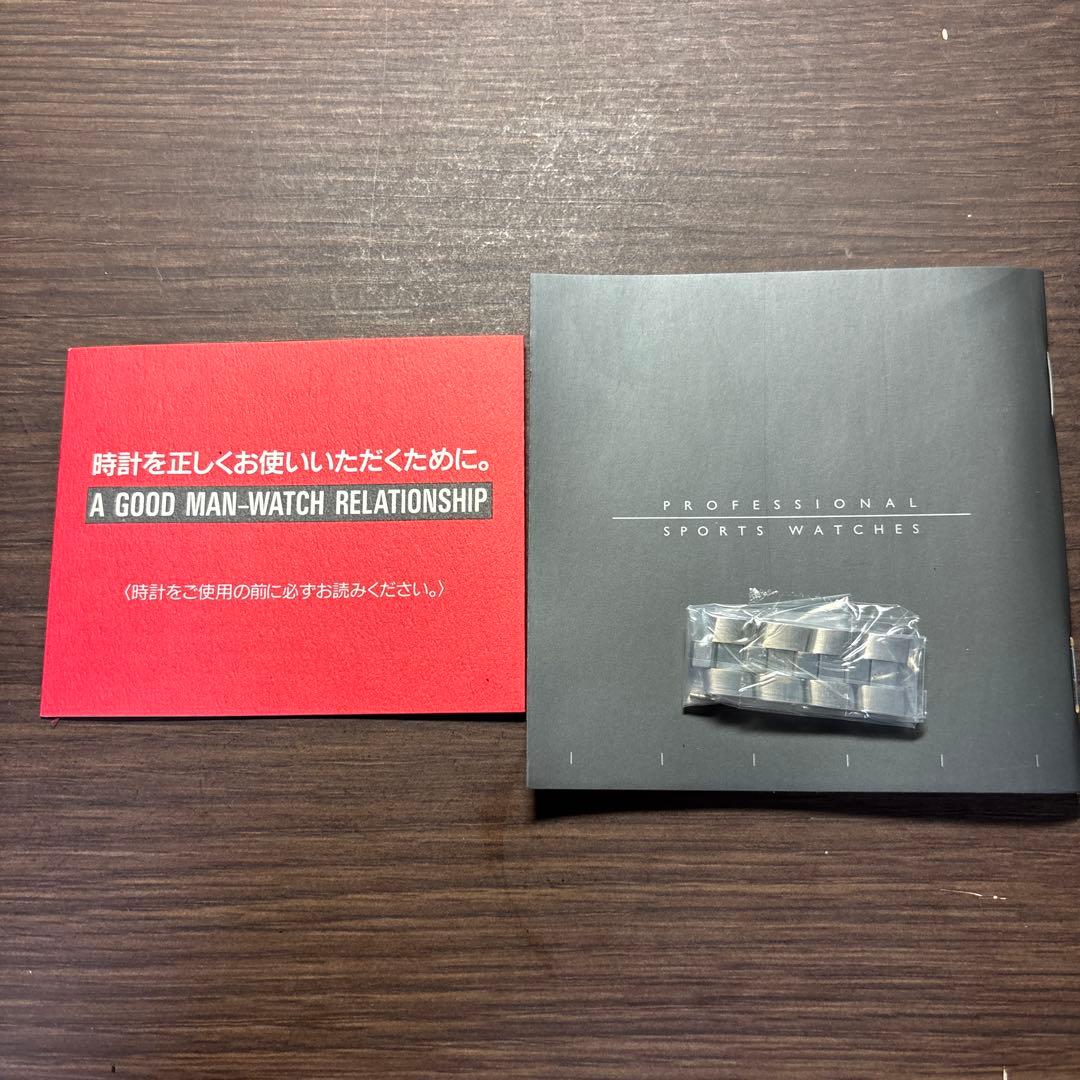 時計を正しくお使いいただくために。
A GOOD MAN-WATCH RELATIONSHIP
〈時計をご使用の前に必ずお読みください。〉
PROFESSIONAL
SPORTS WATCHES